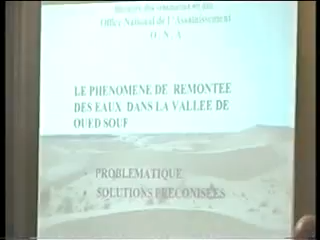 Office National de l'Assainissement
O. N. A
LE PHENOMENE DE REMONTEE
DES EAUX DANS LA VALLEE DE
OUED SOUF
• PROBLEMATIQUE
• SOLUTIONS PRECONISEES